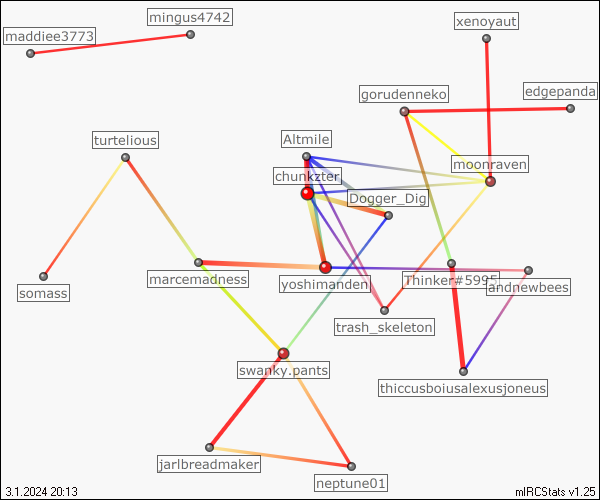 mingus4742
maddiee3773
xenoyaut
edgepanda
gorudenneko
turtelious
Altmile
moonraven
chunkzter
Dogger_Dig
marcemadness
yoshimanden
Thinker#5995
andnewbees
somass
trash_skeleton
swanky.pants
thiccusboiusalexusjoneus
jarlbreadmaker
neptune01
3.1.2024 20:13
mIRCStats v1.25